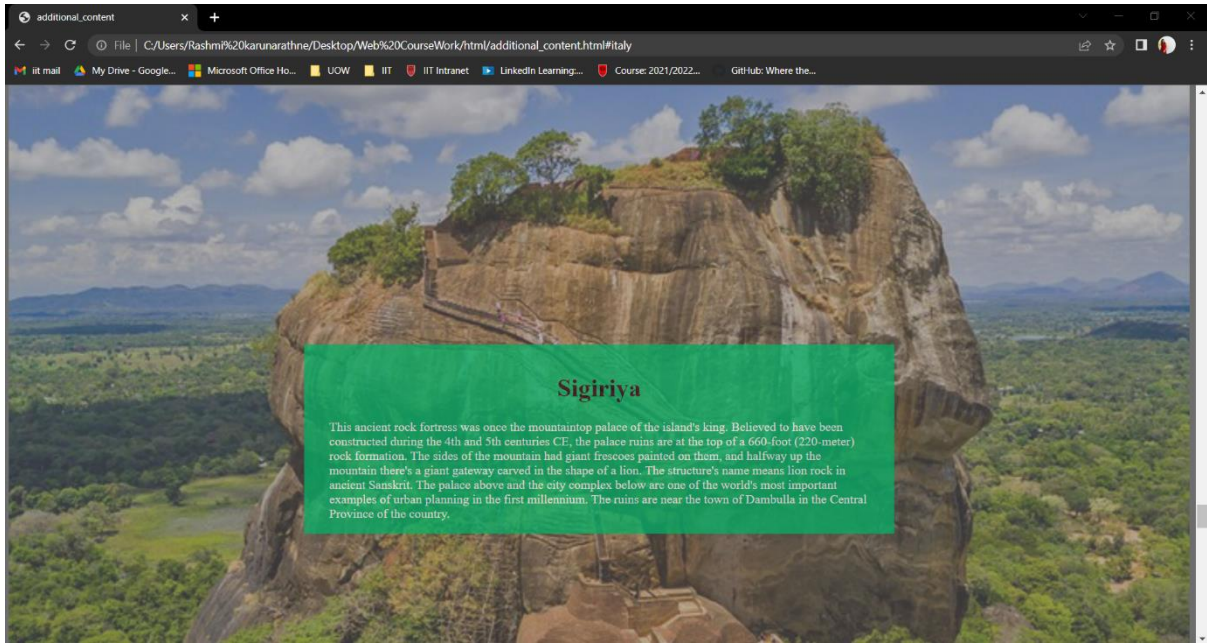 additional_content
File | C:/Users/Rashmi%20karunarathne/Desktop/Web%20CourseWork/html/additional_content.html#italy
iit mail My Drive - Google... Microsoft Office Ho... UOW IIT IIT Intranet LinkedIn Learning:... Course: 2021/2022... GitHub: Where the...
Sigiriya
This ancient rock fortress was once the mountaintop palace of the island's king. Believed to have been
constructed during the 4th and 5th centuries CE, the palace ruins are at the top of a 660-foot (220-meter)
rock formation. The sides of the mountain had giant frescoes painted on them, and halfway up the
mountain there's a giant gateway carved in the shape of a lion. The structure's name means lion rock in
ancient Sanskrit. The palace above and the city complex below are one of the world's most important
examples of urban planning in the first millennium. The ruins are near the town of Dambulla in the Central
Province of the country.